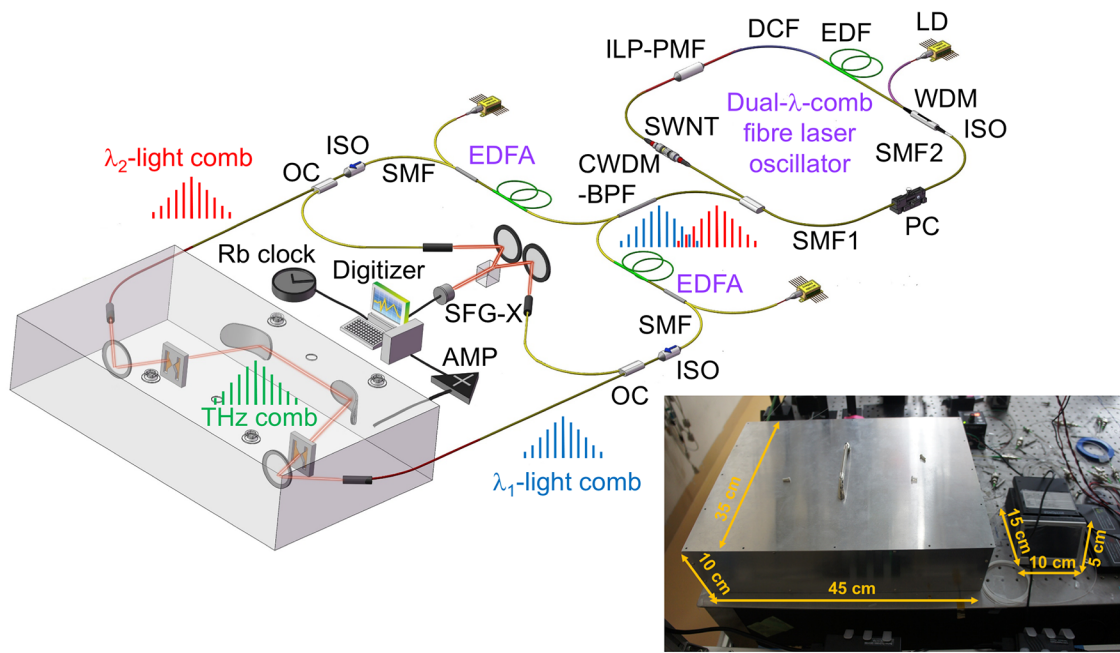 DCF
EDF
LD
ILP-PMF
Dual-λ-comb
fibre laser
oscillator
WDM
ISO
SWNT
SMF2
CWDM
-BPF
PC
SMF1
EDFA
ISO
SMF
OC
λ2-light comb
Rb clock
Digitizer
SFG-X
EDFA
SMF
ISO
OC
AMP
THz comb
λ1-light comb
35 cm
10 cm
45 cm
15 cm
10 cm
5 cm